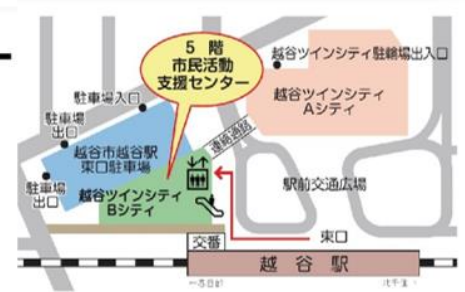 5 階
市民活動
支援センター
越谷ツインシティ駐輪場出入口
越谷ツインシティ
Aシティ
駐車場入口
駐車場
出口
連絡通路
越谷市越谷駅
東口駐車場
駐車場
出口
越谷ツインシティ
Bシティ
駅前交通広場
交番
東口
越 谷 駅